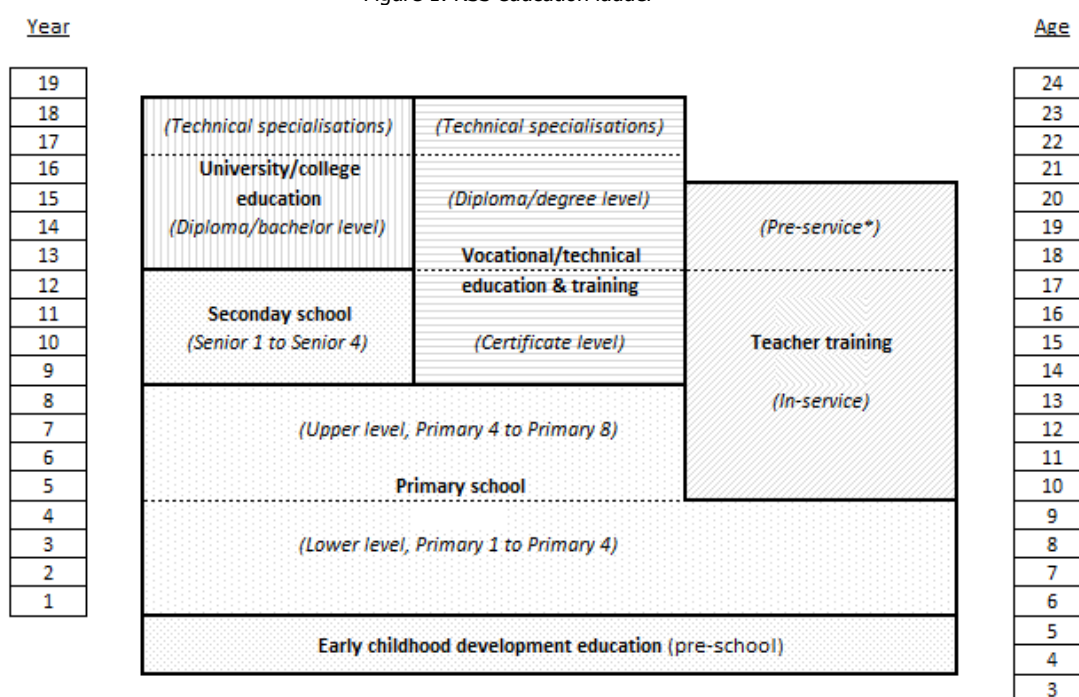 Year
Age
19
24
18
23
17
22
16
21
15
20
14
19
13
18
12
17
11
16
10
15
9
14
8
13
7
12
6
11
5
10
4
9
3
8
2
7
1
6
5
4
3
(Technical specialisations)
University/college
education
(Diploma/bachelor level)
(Technical specialisations)
(Diploma/degree level)
Vocational/technical
education & training
(Certificate level)
(Pre-service*)
Teacher training
(In-service)
Seconday school
(Senior 1 to Senior 4)
(Upper level, Primary 4 to Primary 8)
Primary school
(Lower level, Primary 1 to Primary 4)
Early childhood development education (pre-school)